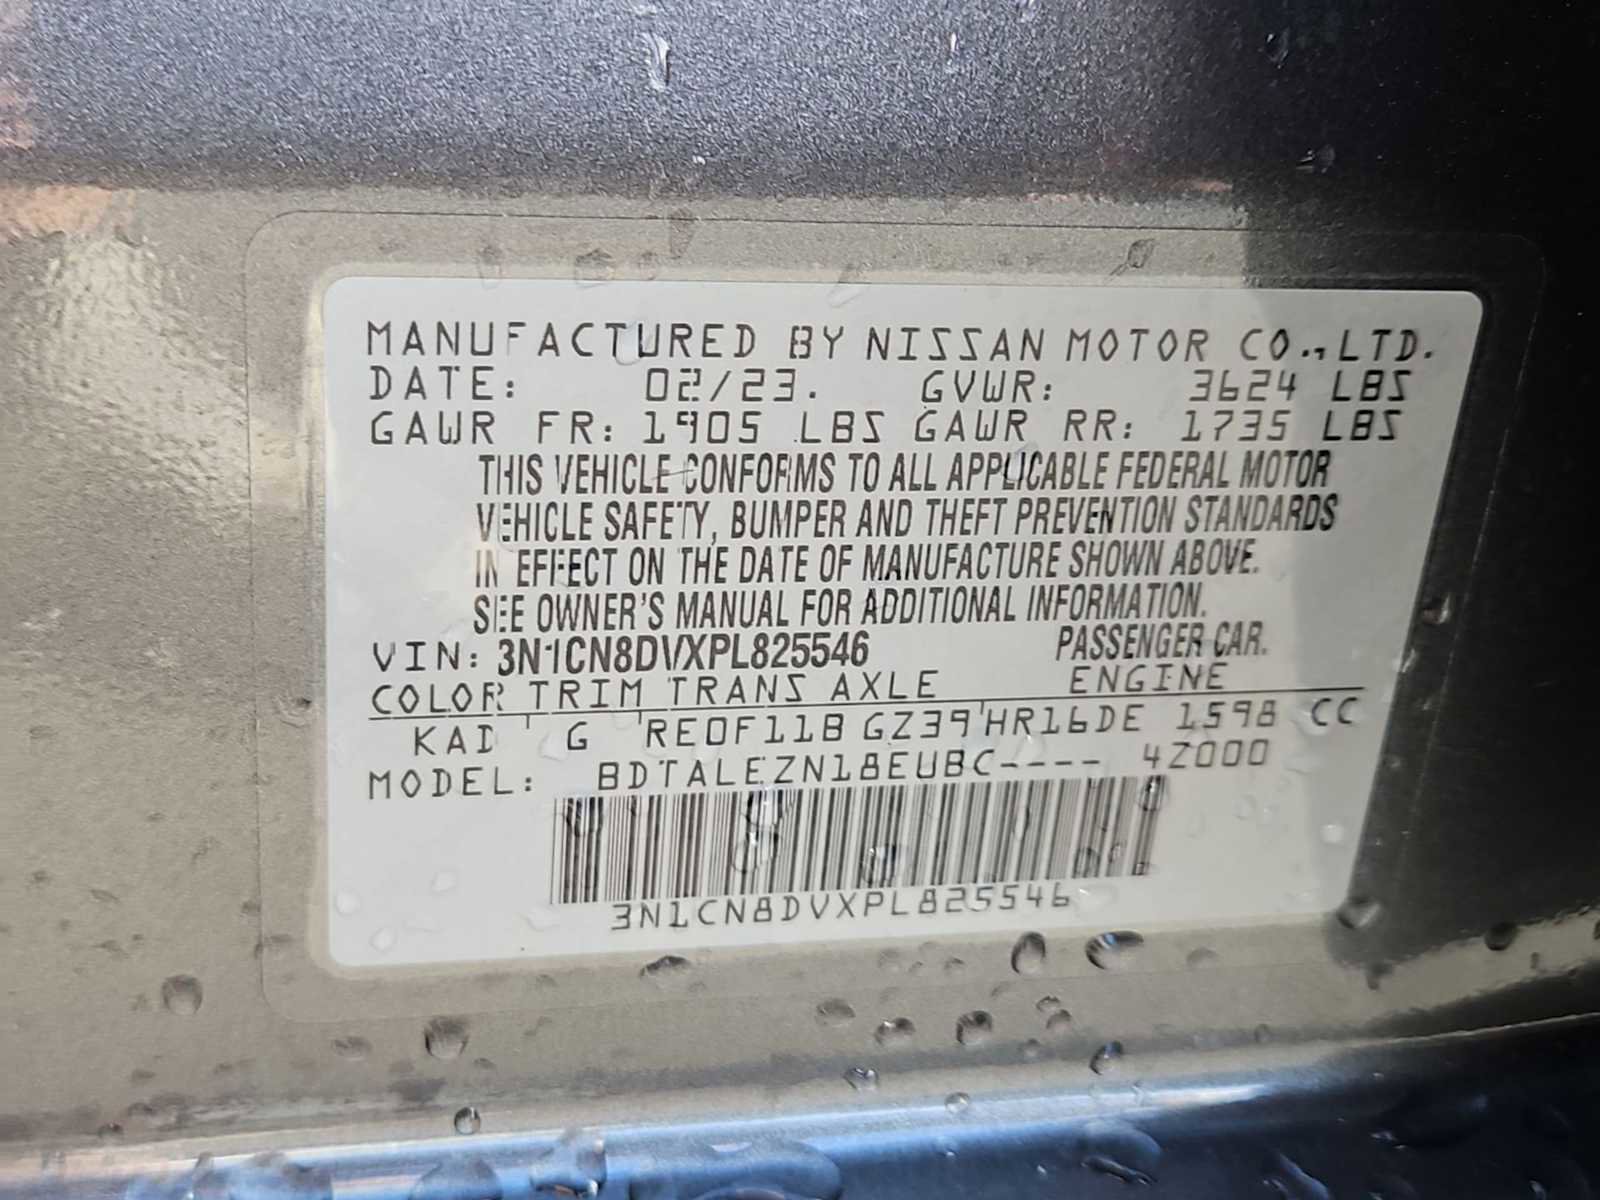 MANUFACTURED BY NISSAN MOTOR CO., LTD.
DATE: 02/23. GVWR: 3624 LBS
GAWR FR: 1905 LBS GAWR RR: 1735 LBS
THIS VEHICLE CONFORMS TO ALL APPLICABLE FEDERAL MOTOR
VEHICLE SAFETY, BUMPER AND THEFT PREVENTION STANDARDS
IN EFFECT ON THE DATE OF MANUFACTURE SHOWN ABOVE.
SEE OWNER'S MANUAL FOR ADDITIONAL INFORMATION.
VIN: 3N1CN8DVXPL825546 PASSENGER CAR.
COLOR TRIM TRANS AXLE ENGINE
KAD G RE0F11B GZ39 HR16DE 1598 CC
MODEL: BDTALEZN18EUBC---- 4Z000
3N1CN8DVXPL825546